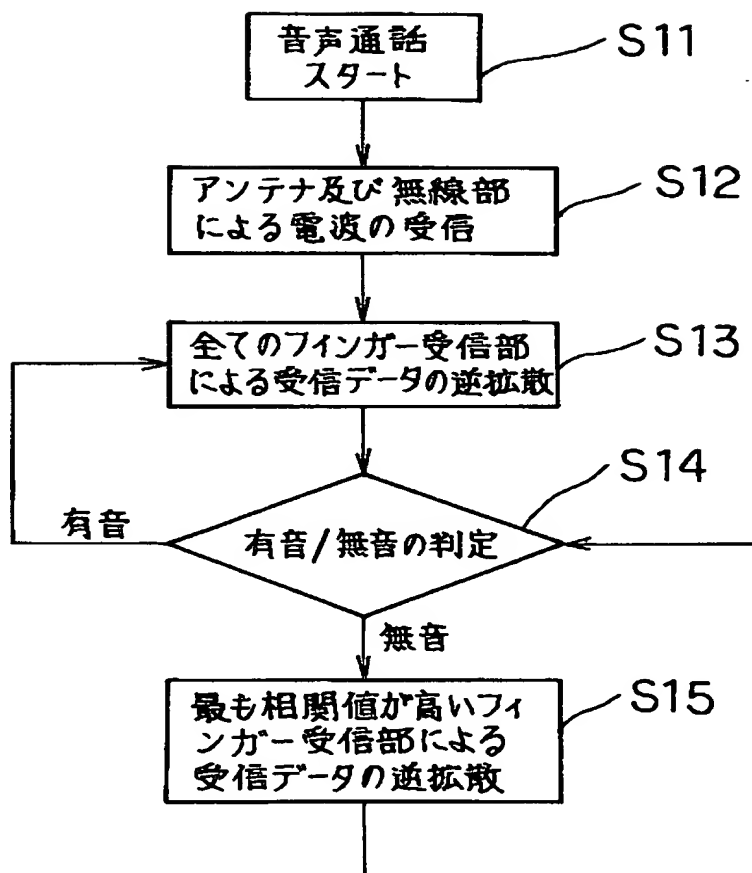 音声通話
スタート
S11
アンテナ及び無線部
による電波の受信
S12
全てのフィンガー受信部
による受信データの逆拡散
S13
S14
有音/無音の判定
有音
無音
最も相関値が高いフィ
ンガー受信部による
受信データの逆拡散
S15